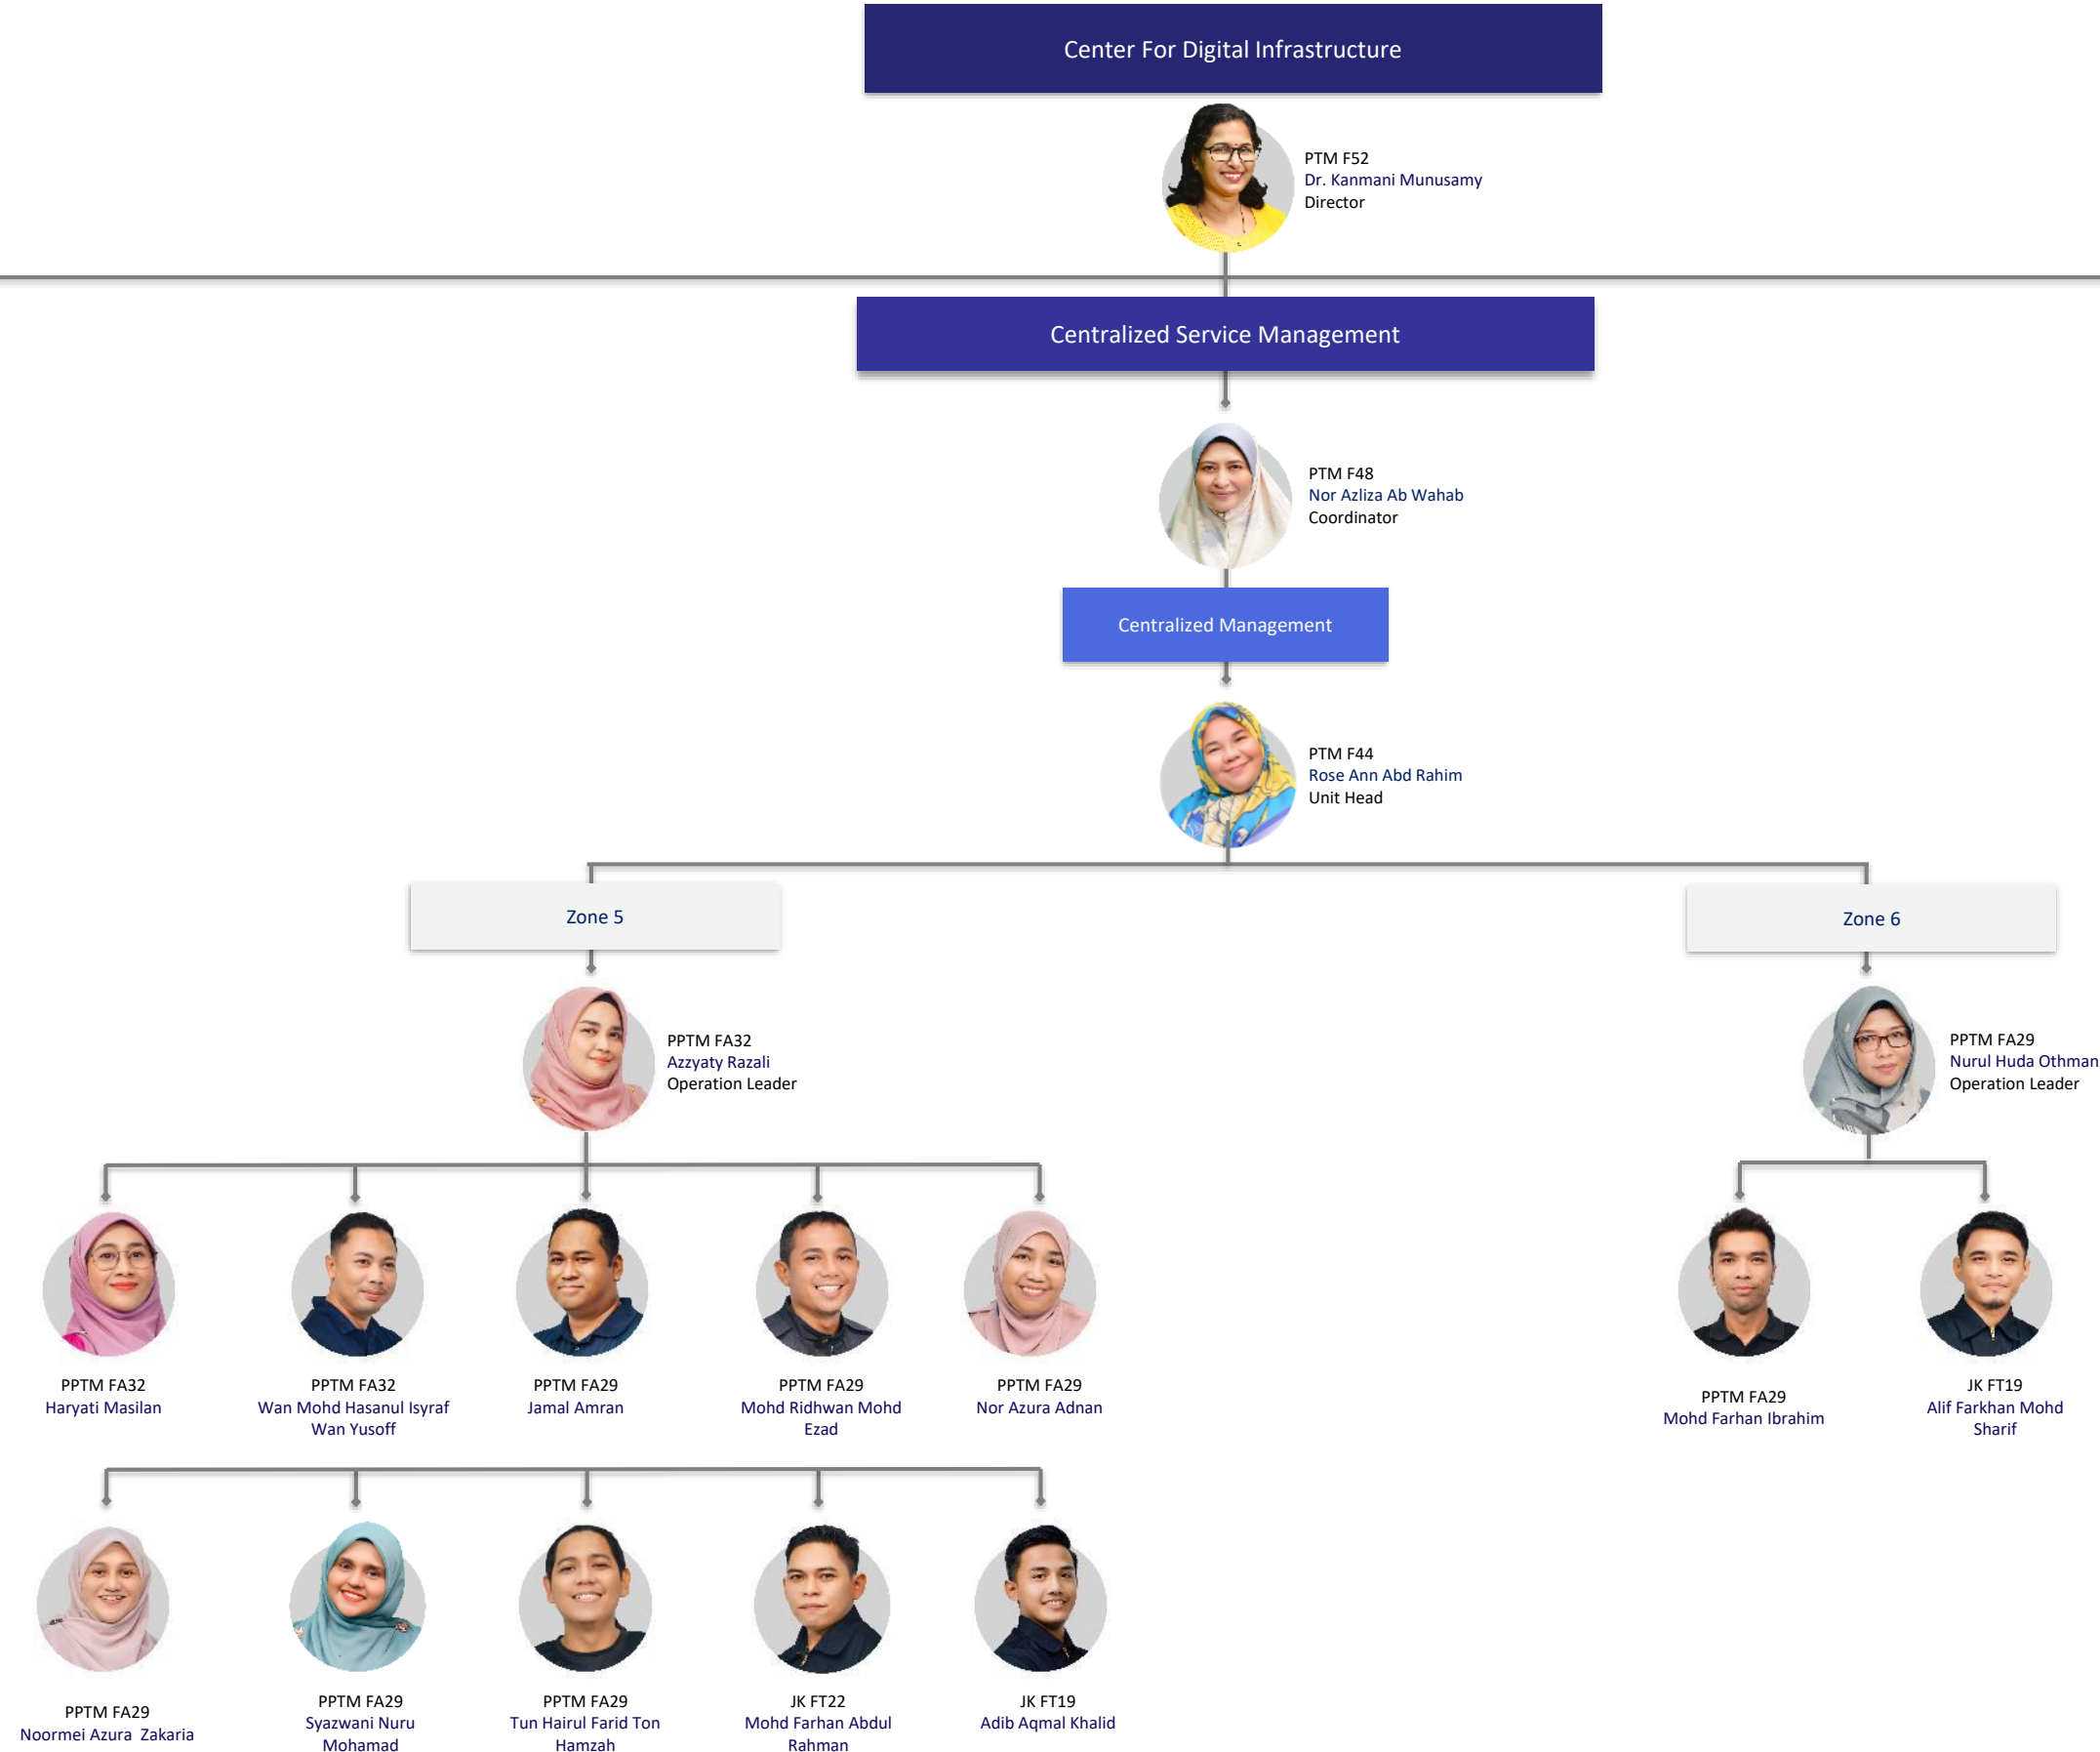 Center For Digital Infrastructure
PTM F52
Dr. Kanmani Munusamy
Director
Centralized Service Management
PTM F48
Nor Azliza Ab Wahab
Coordinator
Centralized Management
PTM F44
Rose Ann Abd Rahim
Unit Head
Zone 5
Zone 6
PPTM FA32
Azzyaty Razali
Operation Leader
PPTM FA29
Nurul Huda Othman
Operation Leader
PPTM FA32
Haryati Masilan
PPTM FA32
Wan Mohd Hasanul Isyraf
Wan Yusoff
PPTM FA29
Jamal Amran
PPTM FA29
Mohd Ridhwan Mohd
Ezad
PPTM FA29
Nor Azura Adnan
PPTM FA29
Mohd Farhan Ibrahim
JK FT19
Alif Farkhan Mohd
Sharif
PPTM FA29
Noormei Azura  Zakaria
PPTM FA29
Syazwani Nuru
Mohamad
PPTM FA29
Tun Hairul Farid Ton
Hamzah
JK FT22
Mohd Farhan Abdul
Rahman
JK FT19
Adib Aqmal Khalid